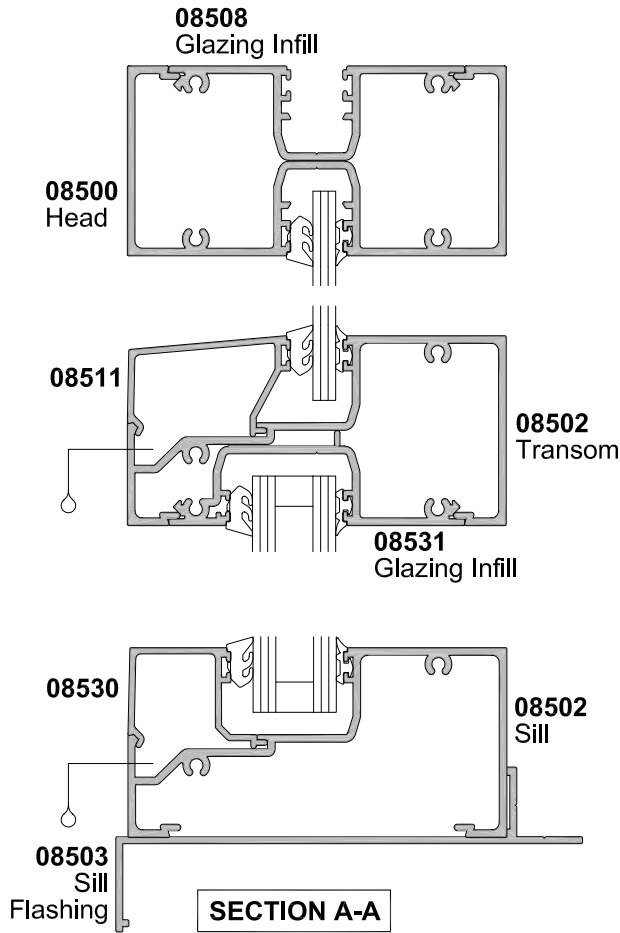 08508
Glazing Infill
08500
Head
08511
08502
Transom
08531
Glazing Infill
08530
08502
Sill
08503
Sill
Flashing
SECTION A-A